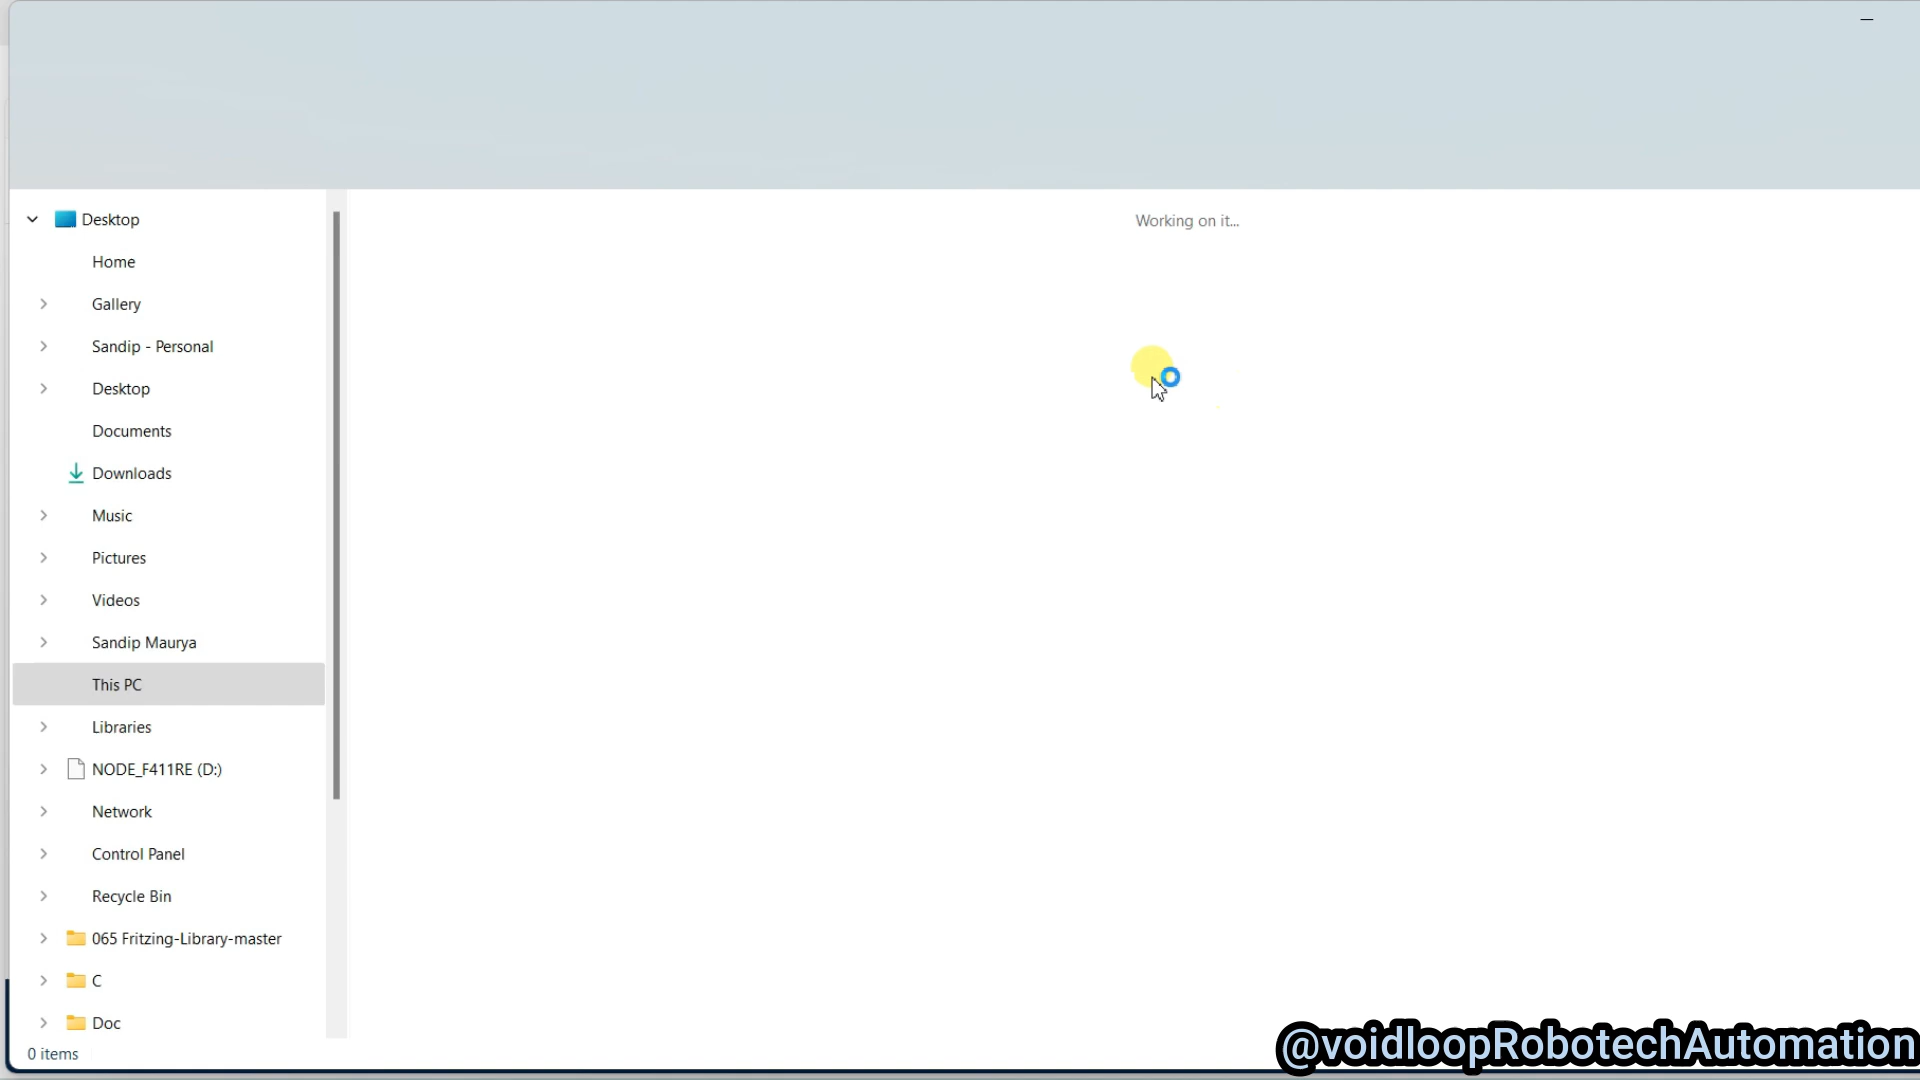 Desktop
Working on it...
Home
Gallery
Sandip - Personal
Desktop
Documents
Downloads
Music
Pictures
Videos
Sandip Maurya
This PC
Libraries
NODE_F411RE (D:)
Network
Control Panel
Recycle Bin
065 Fritzing-Library-master
C
Doc
0 items
@voidloopRobotechAutomation